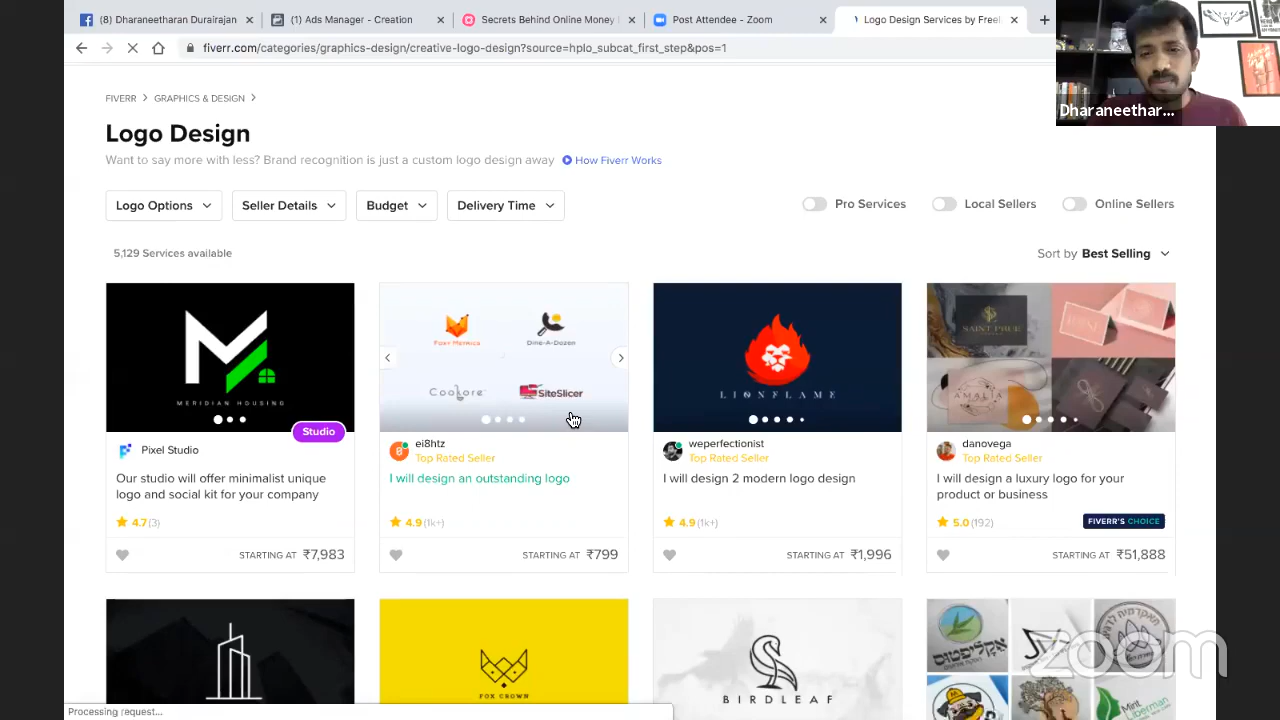 (8) Dharaneetharan Durairajan
(1) Ads Manager - Creation
Secrets Behind Online Money
Post Attendee - Zoom
Logo Design Services by Freel
fiverr.com/categories/graphics-design/creative-logo-design?source=hplo_subcat_first_step&pos=1
Dharaneethar...
FIVERR > GRAPHICS & DESIGN >
Logo Design
Want to say more with less? Brand recognition is just a custom logo design away How Fiverr Works
Logo Options
Seller Details
Budget
Delivery Time
Pro Services
Local Sellers
Online Sellers
5,129 Services available
Sort by Best Selling
MERIDIAN HOUSING
Studio
Pixel Studio
Our studio will offer minimalist unique
logo and social kit for your company
4.7 (3)
STARTING AT ₹7,983
FOXY METRICS
DINE-A-DOZEN
SiteSlicer
ei8htz
Top Rated Seller
I will design an outstanding logo
4.9 (1k+)
STARTING AT ₹799
LIONFLAME
weperfectionist
Top Rated Seller
I will design 2 modern logo design
4.9 (1k+)
STARTING AT ₹1,996
SAINT PRUE
AMALIA
danovega
Top Rated Seller
I will design a luxury logo for your
product or business
5.0 (192)
FIVERR'S CHOICE
STARTING AT ₹51,888
FOX CROWN
BIRDLEAF
אקליפטוס
Mint
zoom
Processing request...